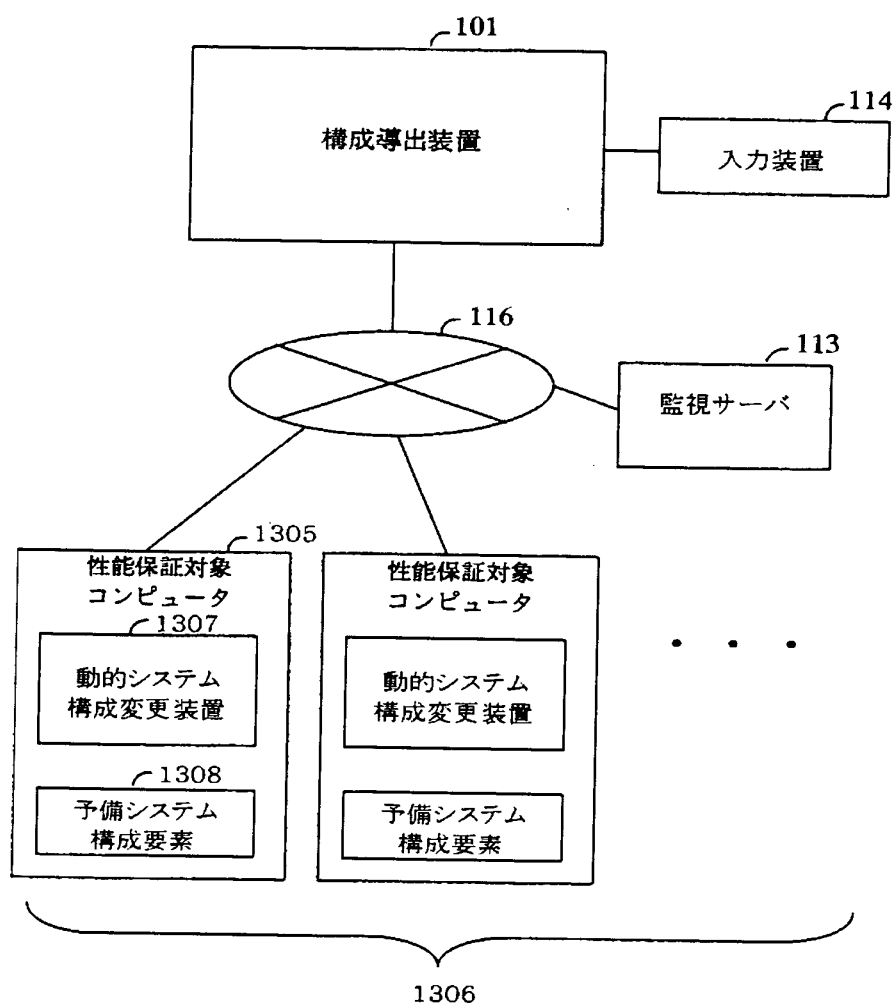 101
構成導出装置
114
入力装置
116
113
監視サーバ
1305
性能保証対象
コンピュータ
1307
動的システム
構成変更装置
1308
予備システム
構成要素
性能保証対象
コンピュータ
動的システム
構成変更装置
予備システム
構成要素
・ ・ ・
1306